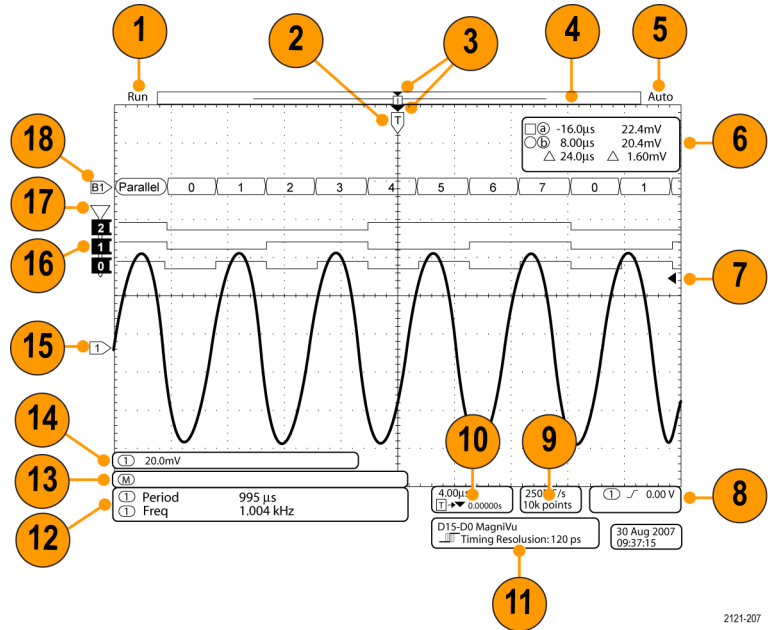 1 2 3 4 5
Run Auto
T
T
a -16.0µs 22.4mV
b 8.00µs 20.4mV
△ 24.0µs △ 1.60mV
6
18
B1 Parallel 0 1 2 3 4 5 6 7 0 1
17
2
16
1
0
7
15
1
14
1 20.0mV
13
M
12
1 Period 995 µs
1 Freq 1.004 kHz
10
4.00µs
T →▼ 0.00000s
9
10k points
1 0.00 V
8
D15-D0 MagniVu
Timing Resolusion: 120 ps
11
30 Aug 2007
09:37:15
2121-207